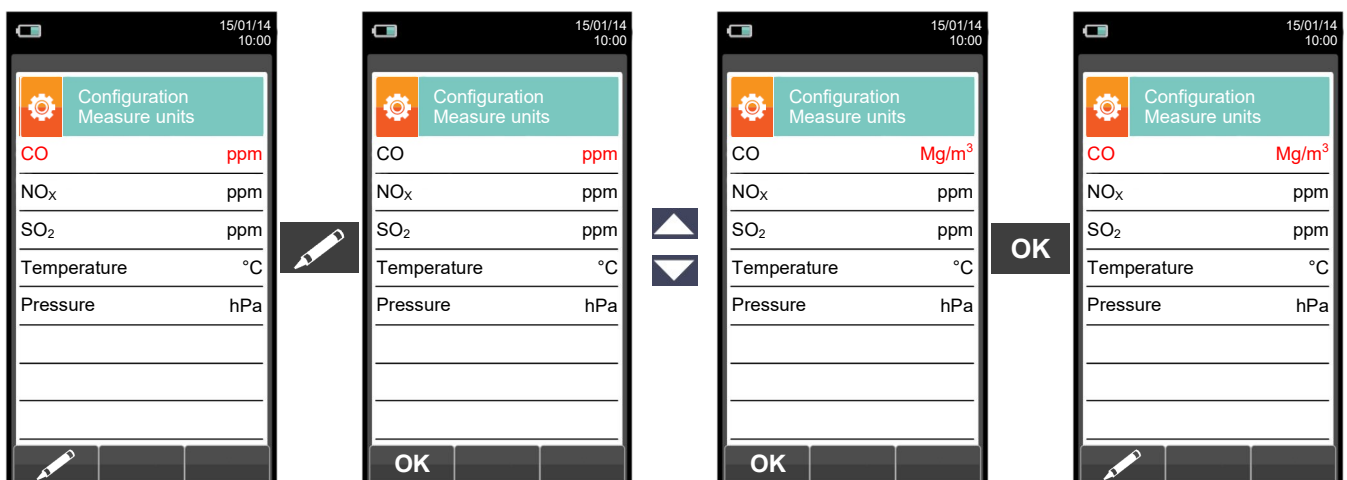 15/01/14
10:00
Configuration
Measure units
CO ppm
NOX ppm
SO2 ppm
Temperature °C
Pressure hPa
15/01/14
10:00
Configuration
Measure units
CO ppm
NOX ppm
SO2 ppm
Temperature °C
Pressure hPa
OK
15/01/14
10:00
Configuration
Measure units
CO Mg/m³
NOX ppm
SO2 ppm
Temperature °C
Pressure hPa
OK
OK
15/01/14
10:00
Configuration
Measure units
CO Mg/m³
NOX ppm
SO2 ppm
Temperature °C
Pressure hPa